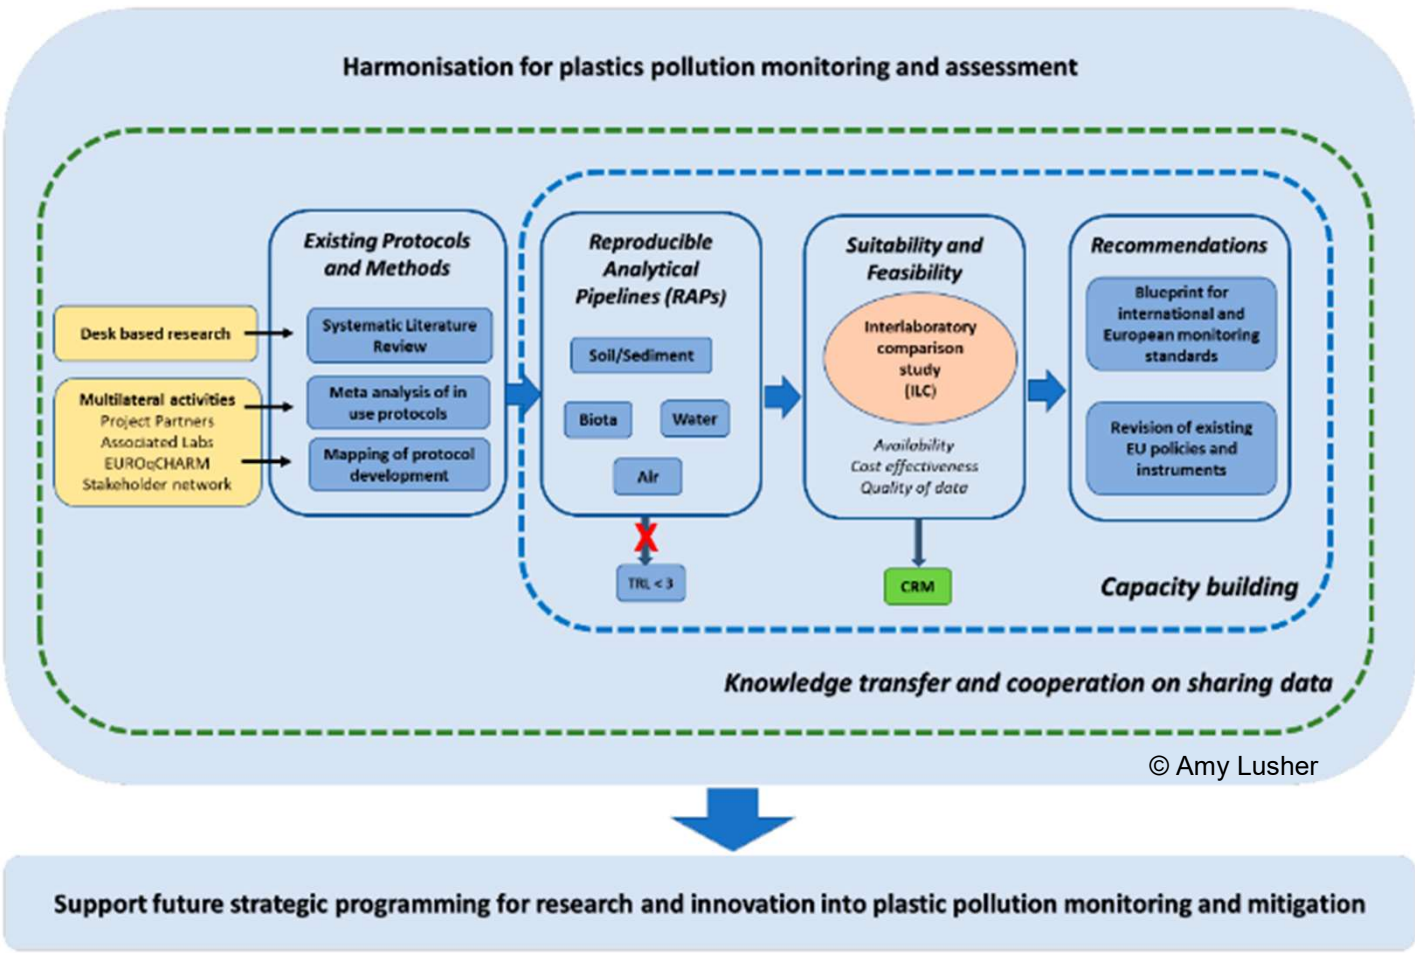 Harmonisation for plastics pollution monitoring and assessment
Desk based research
Multilateral activities
Project Partners
Associated Labs
EUROqCHARM
Stakeholder network
Existing Protocols
and Methods
Systematic Literature
Review
Meta analysis of in
use protocols
Mapping of protocol
development
Reproducible
Analytical
Pipelines (RAPs)
Soil/Sediment
Biota
Water
Air
X
TRL < 3
Suitability and
Feasibility
Interlaboratory
comparison
study
(ILC)
Availability
Cost effectiveness
Quality of data
CRM
Recommendations
Blueprint for
international and
European monitoring
standards
Revision of existing
EU policies and
instruments
Capacity building
Knowledge transfer and cooperation on sharing data
© Amy Lusher
Support future strategic programming for research and innovation into plastic pollution monitoring and mitigation